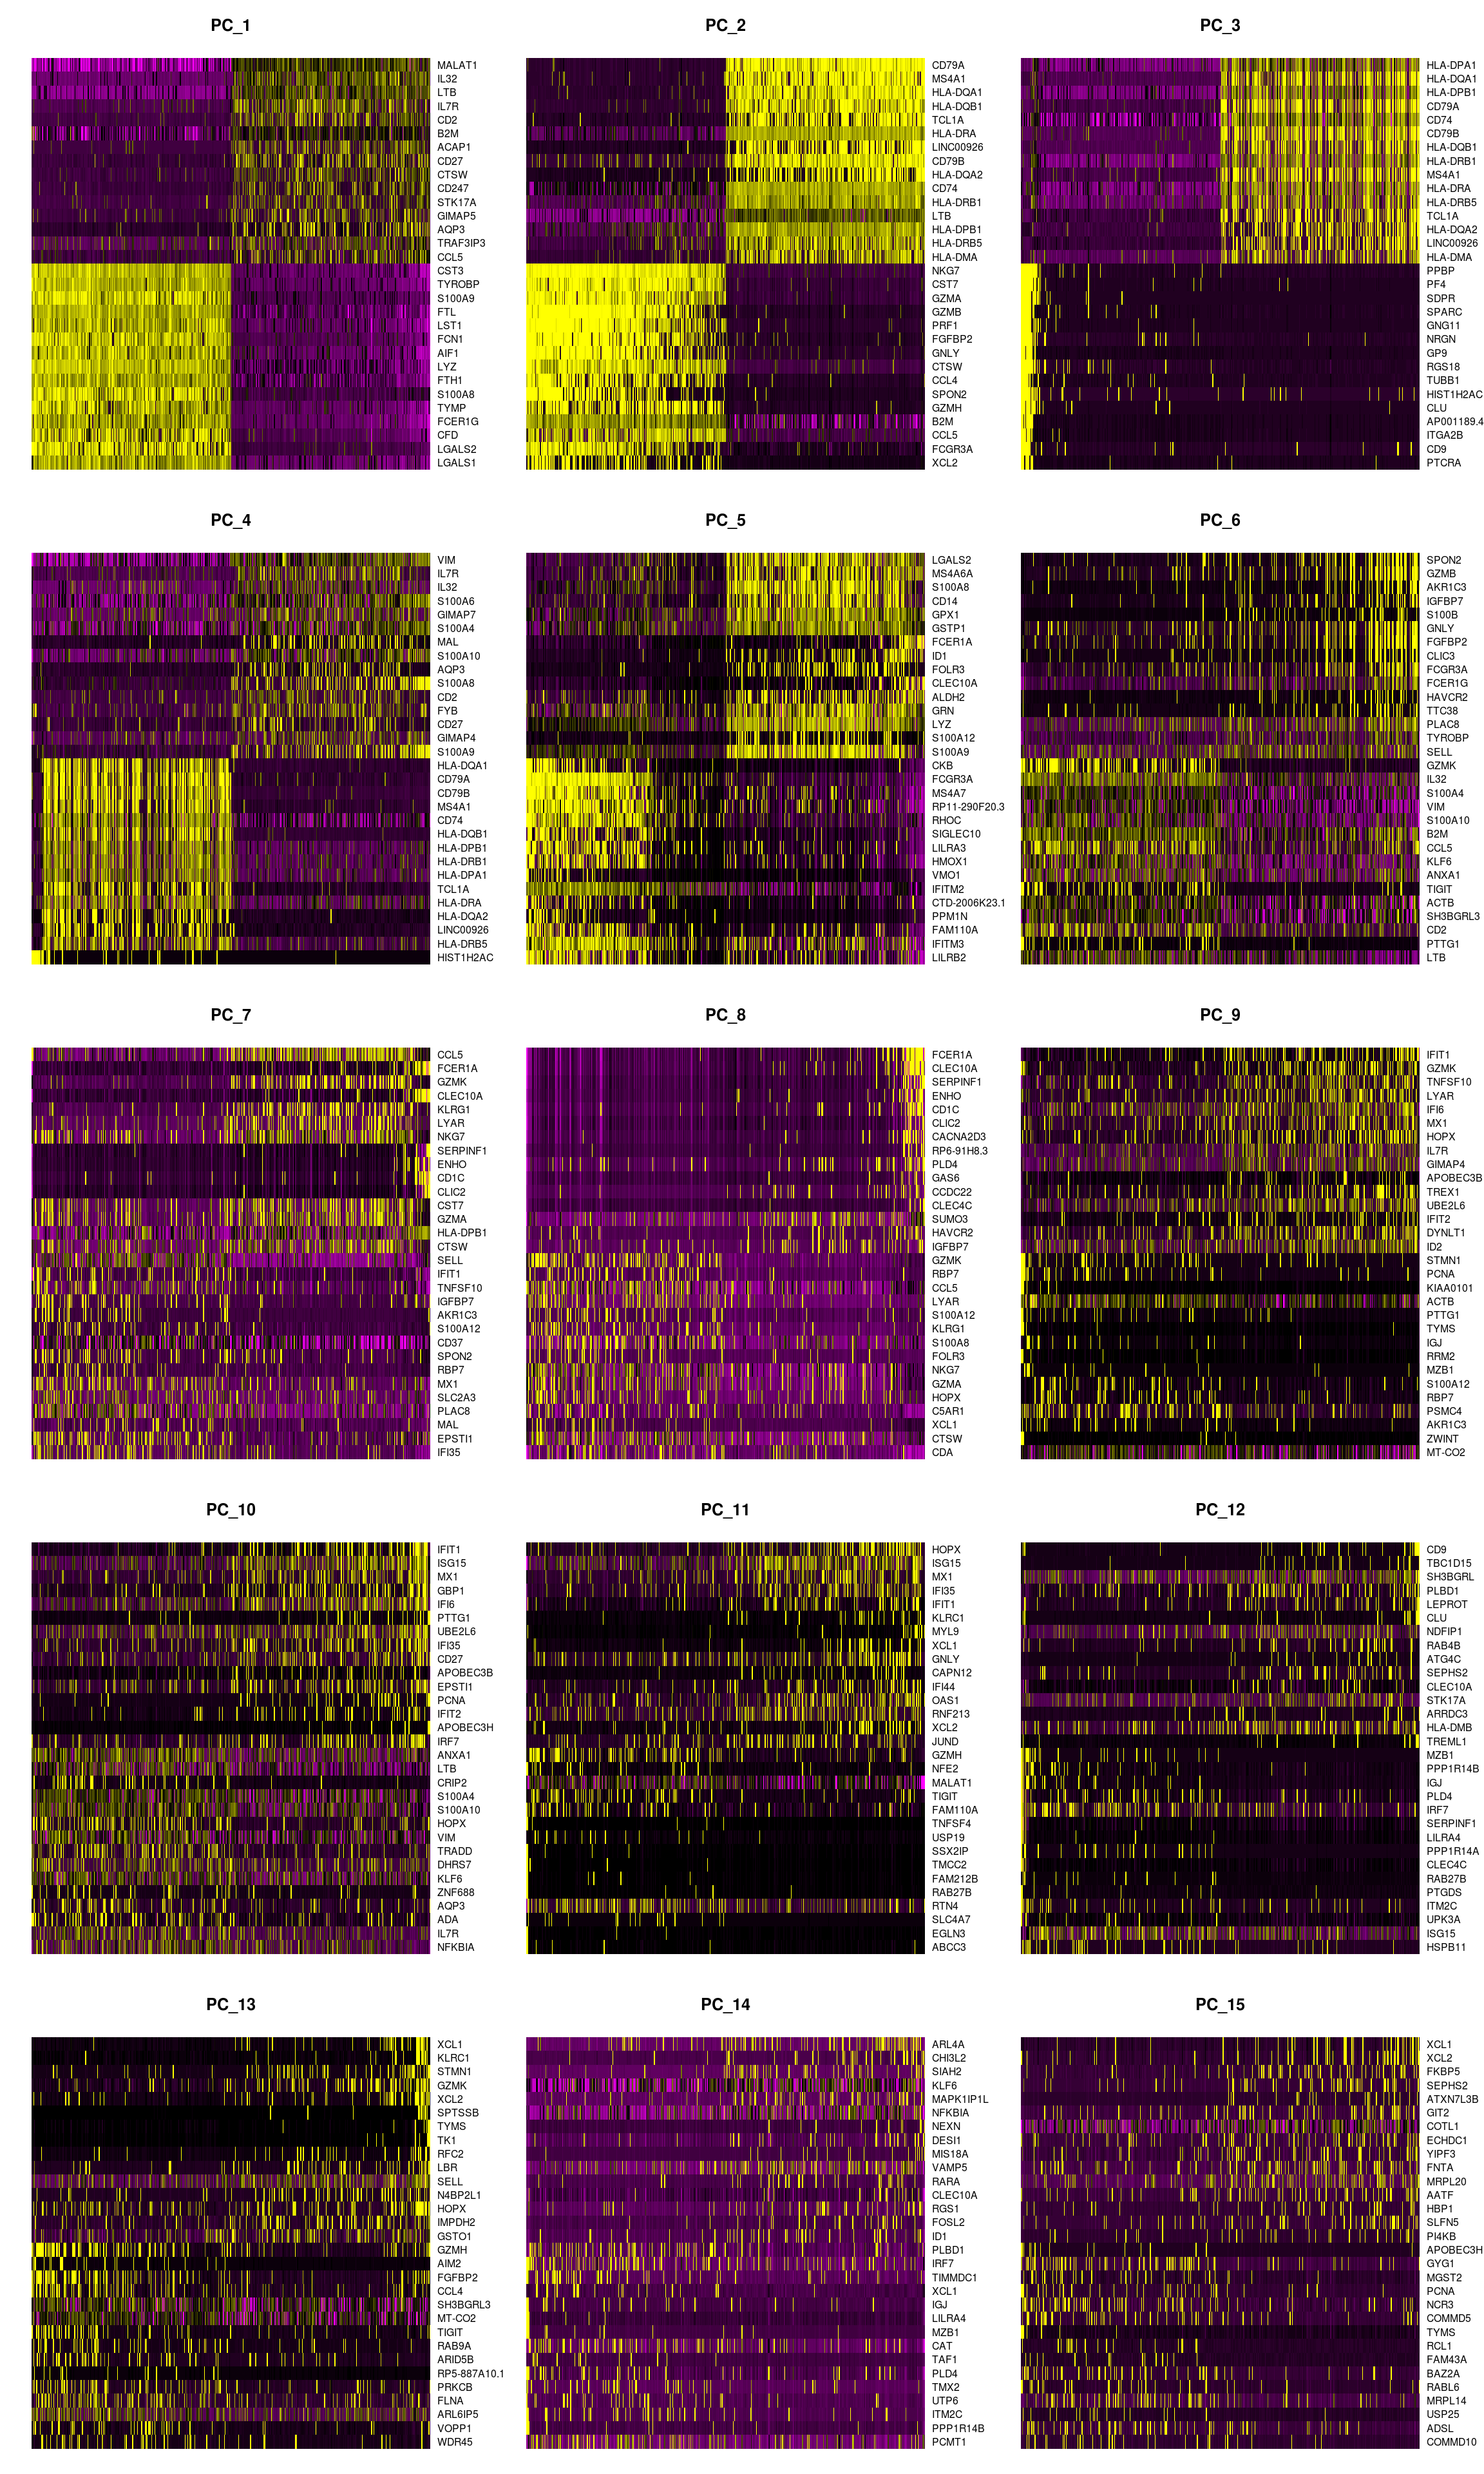 PC_1
MALAT1
IL32
LTB
IL7R
CD2
B2M
ACAP1
CD27
CTSW
CD247
STK17A
GIMAP5
AQP3
TRAF3IP3
CCL5
CST3
TYROBP
S100A9
FTL
LST1
FCN1
AIF1
LYZ
FTH1
S100A8
TYMP
FCER1G
CFD
LGALS2
LGALS1
PC_2
CD79A
MS4A1
HLA-DQA1
HLA-DQB1
TCL1A
HLA-DRA
LINC00926
CD79B
HLA-DQA2
CD74
HLA-DRB1
LTB
HLA-DPB1
HLA-DRB5
HLA-DMA
NKG7
CST7
GZMA
GZMB
PRF1
FGFBP2
GNLY
CTSW
CCL4
SPON2
GZMH
B2M
CCL5
FCGR3A
XCL2
PC_3
HLA-DPA1
HLA-DQA1
HLA-DPB1
CD79A
CD74
CD79B
HLA-DQB1
HLA-DRB1
MS4A1
HLA-DRA
HLA-DRB5
TCL1A
HLA-DQA2
LINC00926
HLA-DMA
PPBP
PF4
SDPR
SPARC
GNG11
NRGN
GP9
RGS18
TUBB1
HIST1H2AC
CLU
AP001189.4
ITGA2B
CD9
PTCRA
PC_4
VIM
IL7R
IL32
S100A6
GIMAP7
S100A4
MAL
S100A10
AQP3
S100A8
CD2
FYB
CD27
GIMAP4
S100A9
HLA-DQA1
CD79A
CD79B
MS4A1
CD74
HLA-DQB1
HLA-DPB1
HLA-DRB1
HLA-DPA1
TCL1A
HLA-DRA
HLA-DQA2
LINC00926
HLA-DRB5
HIST1H2AC
PC_5
LGALS2
MS4A6A
S100A8
CD14
GPX1
GSTP1
FCER1A
ID1
FOLR3
CLEC10A
ALDH2
GRN
LYZ
S100A12
S100A9
CKB
FCGR3A
MS4A7
RP11-290F20.3
RHOC
SIGLEC10
LILRA3
HMOX1
VMO1
IFITM2
CTD-2006K23.1
PPM1N
FAM110A
IFITM3
LILRB2
PC_6
SPON2
GZMB
AKR1C3
IGFBP7
S100B
GNLY
FGFBP2
CLIC3
FCGR3A
FCER1G
HAVCR2
TTC38
PLAC8
TYROBP
SELL
GZMK
IL32
S100A4
VIM
S100A10
B2M
CCL5
KLF6
ANXA1
TIGIT
ACTB
SH3BGRL3
CD2
PTTG1
LTB
PC_7
CCL5
FCER1A
GZMK
CLEC10A
KLRG1
LYAR
NKG7
SERPINF1
ENHO
CD1C
CLIC2
CST7
GZMA
HLA-DPB1
CTSW
SELL
IFIT1
TNFSF10
IGFBP7
AKR1C3
S100A12
CD37
SPON2
RBP7
MX1
SLC2A3
PLAC8
MAL
EPSTI1
IFI35
PC_8
FCER1A
CLEC10A
SERPINF1
ENHO
CD1C
CLIC2
CACNA2D3
RP6-91H8.3
PLD4
GAS6
CCDC22
CLEC4C
SUMO3
HAVCR2
IGFBP7
GZMK
RBP7
CCL5
LYAR
S100A12
KLRG1
S100A8
FOLR3
NKG7
GZMA
HOPX
C5AR1
XCL1
CTSW
CDA
PC_9
IFIT1
GZMK
TNFSF10
LYAR
IFI6
MX1
HOPX
IL7R
GIMAP4
APOBEC3B
TREX1
UBE2L6
IFIT2
DYNLT1
ID2
STMN1
PCNA
KIAA0101
ACTB
PTTG1
TYMS
IGJ
RRM2
MZB1
S100A12
RBP7
PSMC4
AKR1C3
ZWINT
MT-CO2
PC_10
IFIT1
ISG15
MX1
GBP1
IFI6
PTTG1
UBE2L6
IFI35
CD27
APOBEC3B
EPSTI1
PCNA
IFIT2
APOBEC3H
IRF7
ANXA1
LTB
CRIP2
S100A4
S100A10
HOPX
VIM
TRADD
DHRS7
KLF6
ZNF688
AQP3
ADA
IL7R
NFKBIA
PC_11
HOPX
ISG15
MX1
IFI35
IFIT1
KLRC1
MYL9
XCL1
GNLY
CAPN12
IFI44
OAS1
RNF213
XCL2
JUND
GZMH
NFE2
MALAT1
TIGIT
FAM110A
TNFSF4
USP19
SSX2IP
TMCC2
FAM212B
RAB27B
RTN4
SLC4A7
EGLN3
ABCC3
PC_12
CD9
TBC1D15
SH3BGRL
PLBD1
LEPROT
CLU
NDFIP1
RAB4B
ATG4C
SEPHS2
CLEC10A
STK17A
ARRDC3
HLA-DMB
TREML1
MZB1
PPP1R14B
IGJ
PLD4
IRF7
SERPINF1
LILRA4
PPP1R14A
CLEC4C
RAB27B
PTGDS
ITM2C
UPK3A
ISG15
HSPB11
PC_13
XCL1
KLRC1
STMN1
GZMK
XCL2
SPTSSB
TYMS
TK1
RFC2
LBR
SELL
N4BP2L1
HOPX
IMPDH2
GSTO1
GZMH
AIM2
FGFBP2
CCL4
SH3BGRL3
MT-CO2
TIGIT
RAB9A
ARID5B
RP5-887A10.1
PRKCB
FLNA
ARL6IP5
VOPP1
WDR45
PC_14
ARL4A
CHI3L2
SIAH2
KLF6
MAPK1IP1L
NFKBIA
NEXN
DESI1
MIS18A
VAMP5
RARA
CLEC10A
RGS1
FOSL2
ID1
PLBD1
IRF7
TIMMDC1
XCL1
IGJ
LILRA4
MZB1
CAT
TAF1
PLD4
TMX2
UTP6
ITM2C
PPP1R14B
PCMT1
PC_15
XCL1
XCL2
FKBP5
SEPHS2
ATXN7L3B
GIT2
COTL1
ECHDC1
YIPF3
FNTA
MRPL20
AATF
HBP1
SLFN5
PI4KB
APOBEC3H
GYG1
MGST2
PCNA
NCR3
COMMD5
TYMS
RCL1
FAM43A
BAZ2A
RABL6
MRPL14
USP25
ADSL
COMMD10